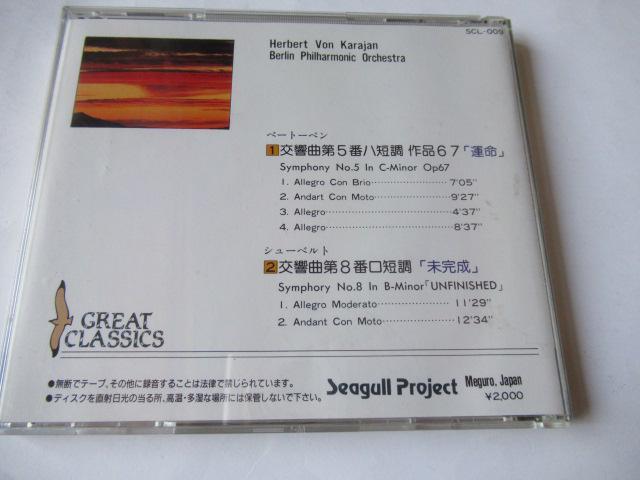 SCL-009
Herbert Von Karajan
Berlin Philharmonic Orchestra
ベートーベン
1 交響曲第5番ハ短調 作品67「運命」
Symphony No.5 In C-Minor Op67
1. Allegro Con Brio 7'05"
2. Andart Con Moto 9'27"
3. Allegro 4'37"
4. Allegro 8'37"
シューベルト
2 交響曲第8番ロ短調 「未完成」
Symphony No.8 In B-Minor「UNFINISHED」
1. Allegro Moderato 11'29"
2. Andant Con Moto 12'34"
GREAT
CLASSICS
●無断でテープ、その他に録音することは法律で禁じられています。
●ディスクを直射日光の当る所、高温・多湿な場所には保管しないで下さい。
Seagull Project Meguro, Japan
¥2,000